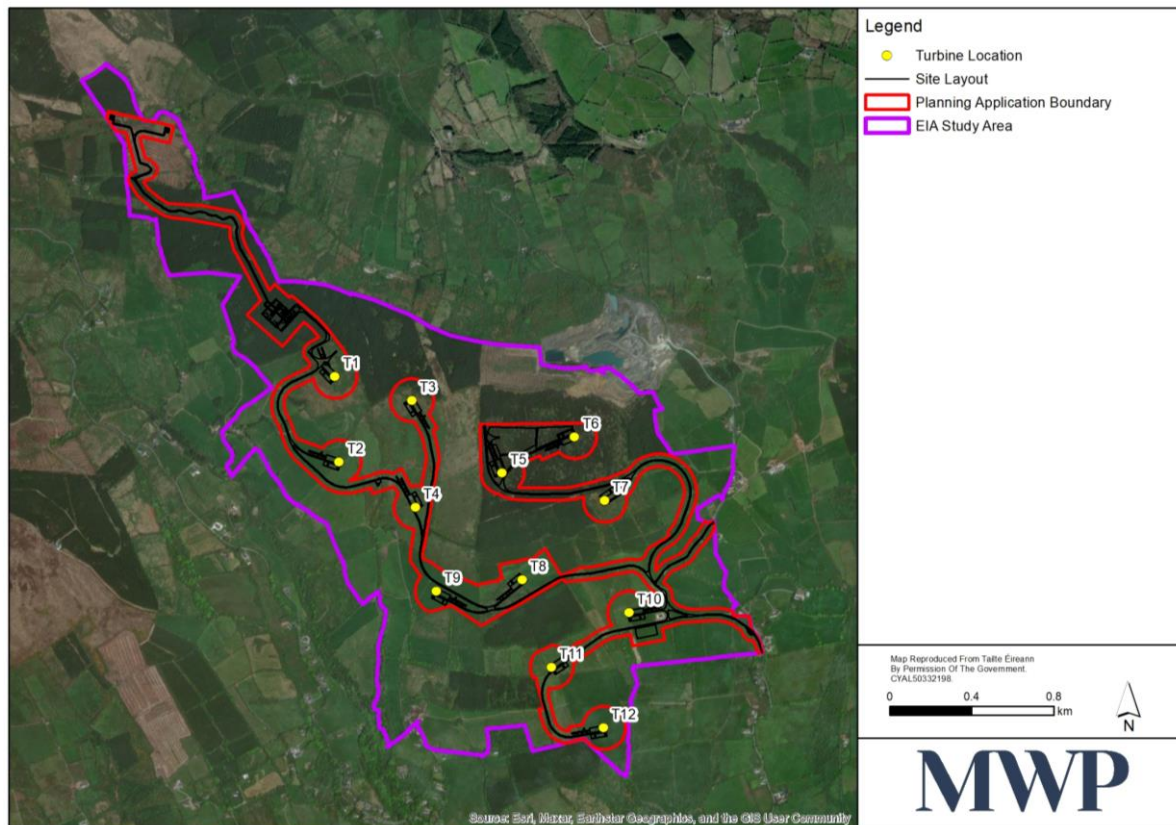 Legend
Turbine Location
Site Layout
Planning Application Boundary
EIA Study Area
T1
T3
T6
T2
T5
T7
T4
T8
T9
T10
T11
T12
Map Reproduced From Tailte Éireann
By Permission Of The Government.
CYAL50332198.
0 0.4 0.8
km
N
MWP
Source: Esri, Maxar, Earthstar Geographics, and the GIS User Community